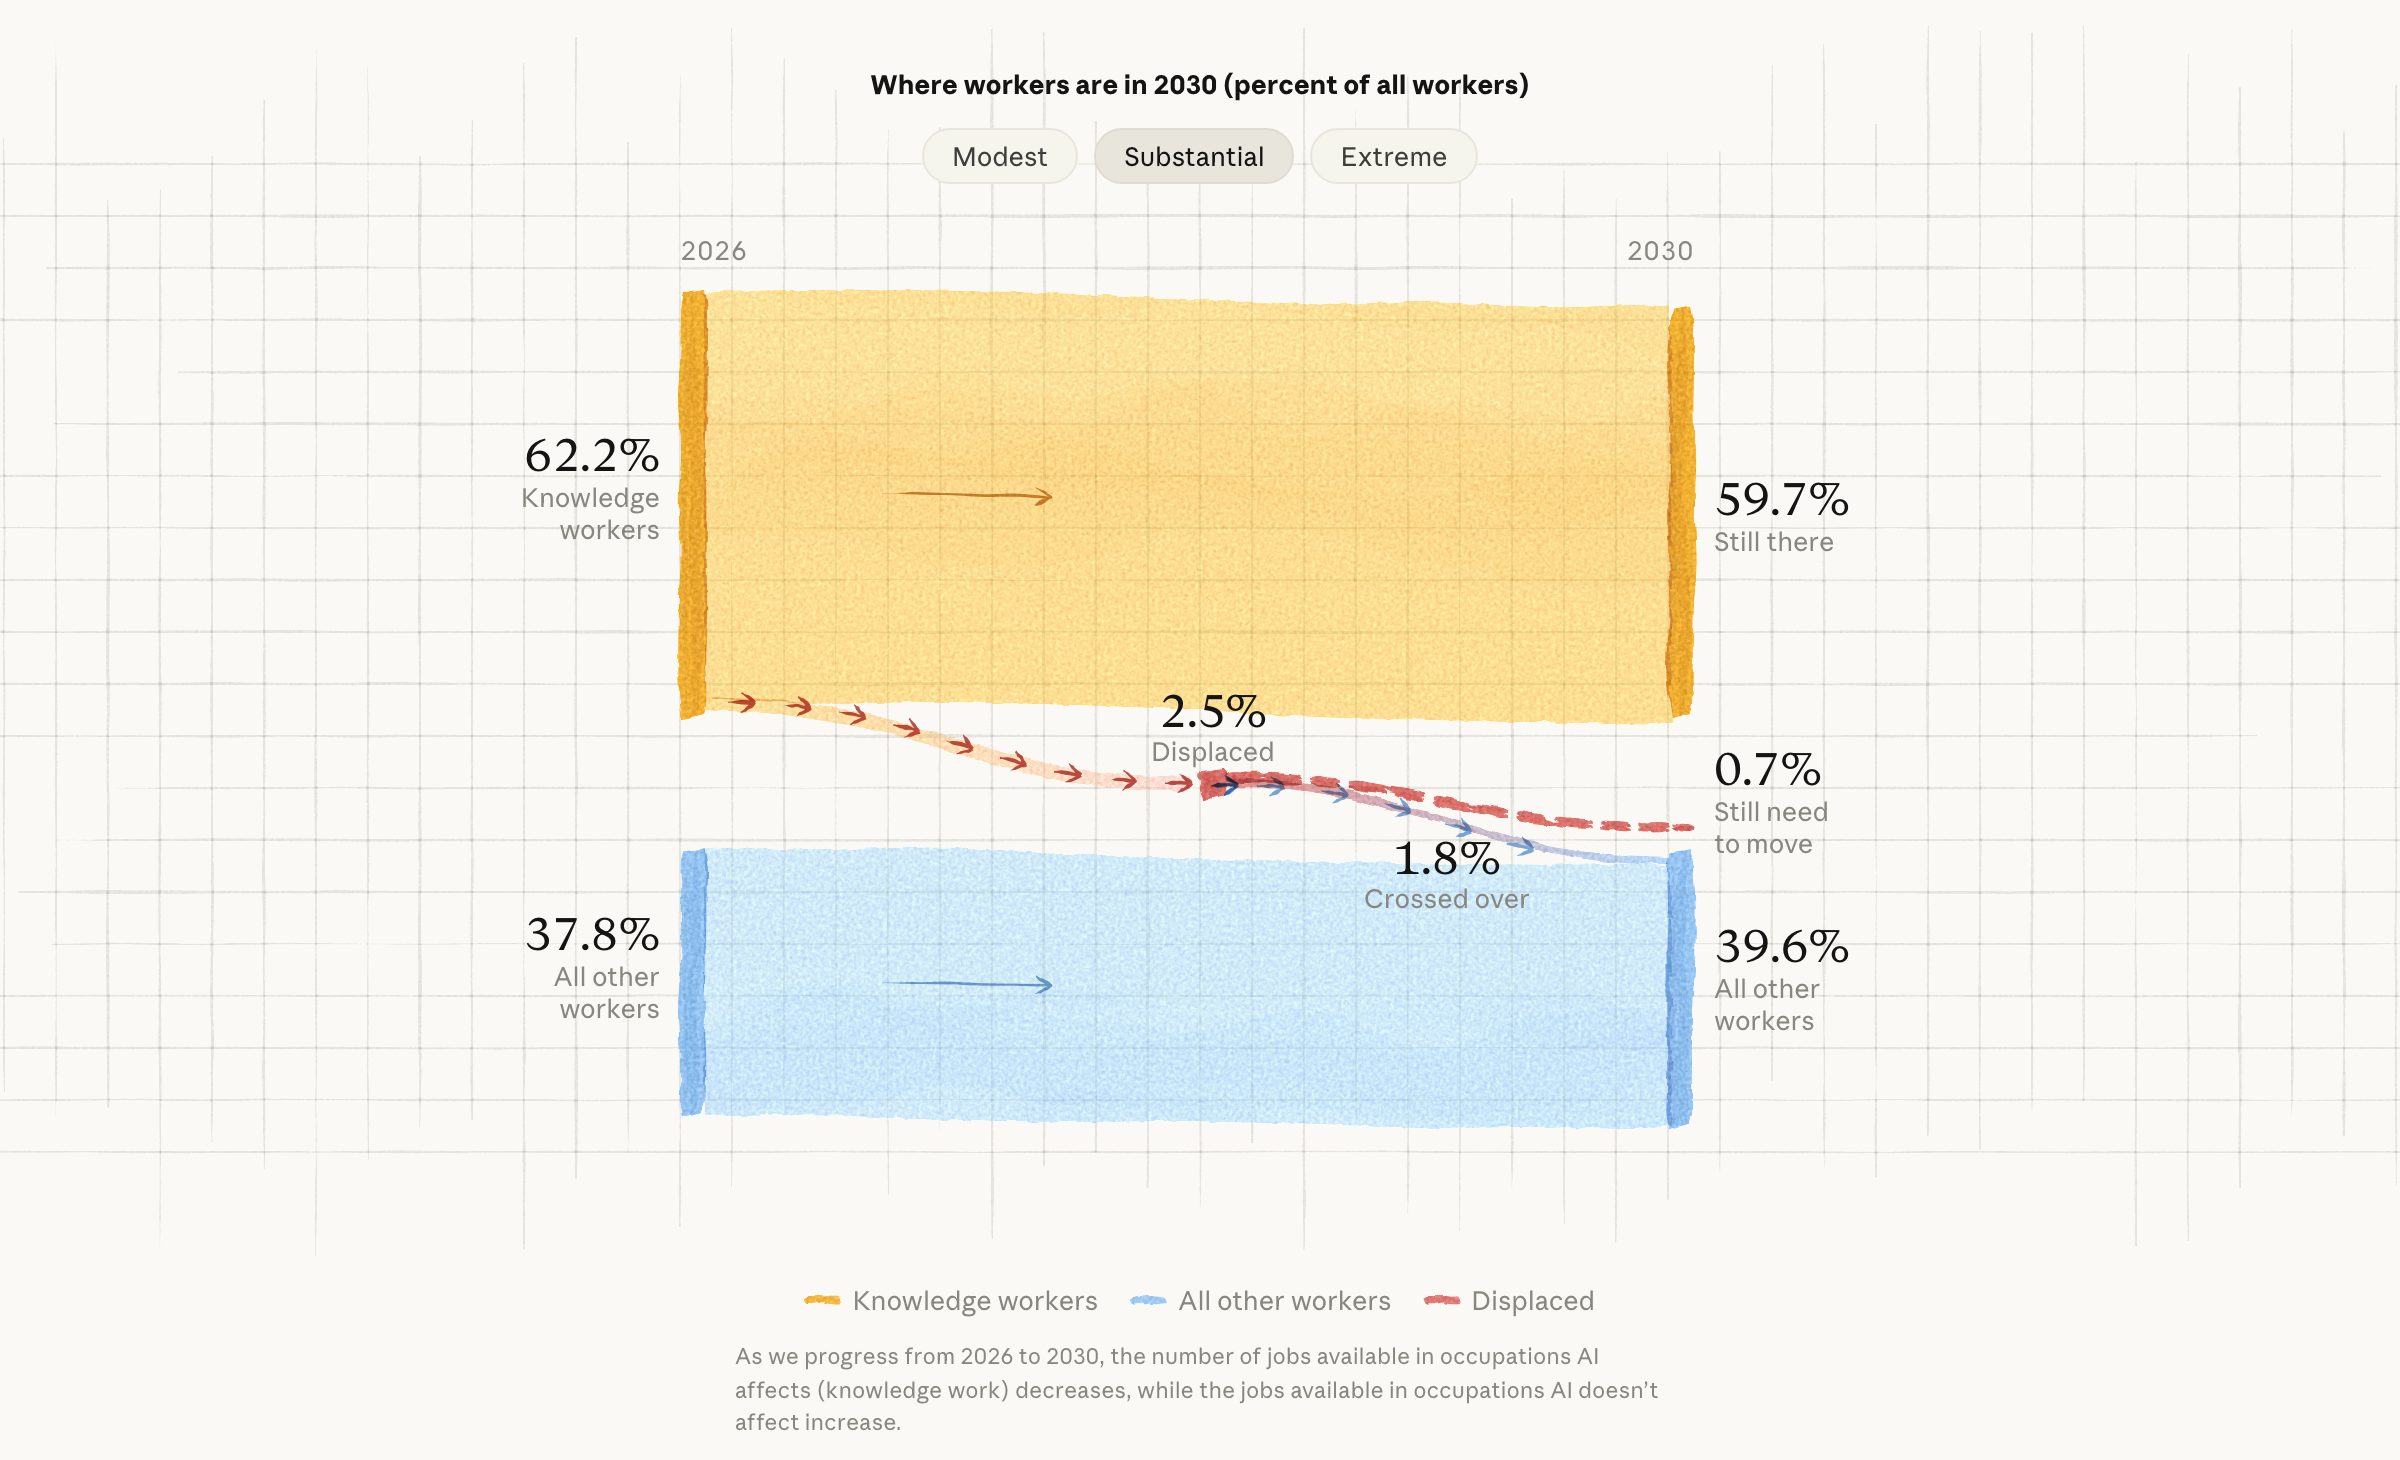 Where workers are in 2030 (percent of all workers)
Modest
Substantial
Extreme
2026
2030
62.2%
Knowledge
workers
59.7%
Still there
2.5%
Displaced
0.7%
Still need
to move
1.8%
Crossed over
37.8%
All other
workers
39.6%
All other
workers
Knowledge workers
All other workers
Displaced
As we progress from 2026 to 2030, the number of jobs available in occupations AI
affects (knowledge work) decreases, while the jobs available in occupations AI doesn’t
affect increase.